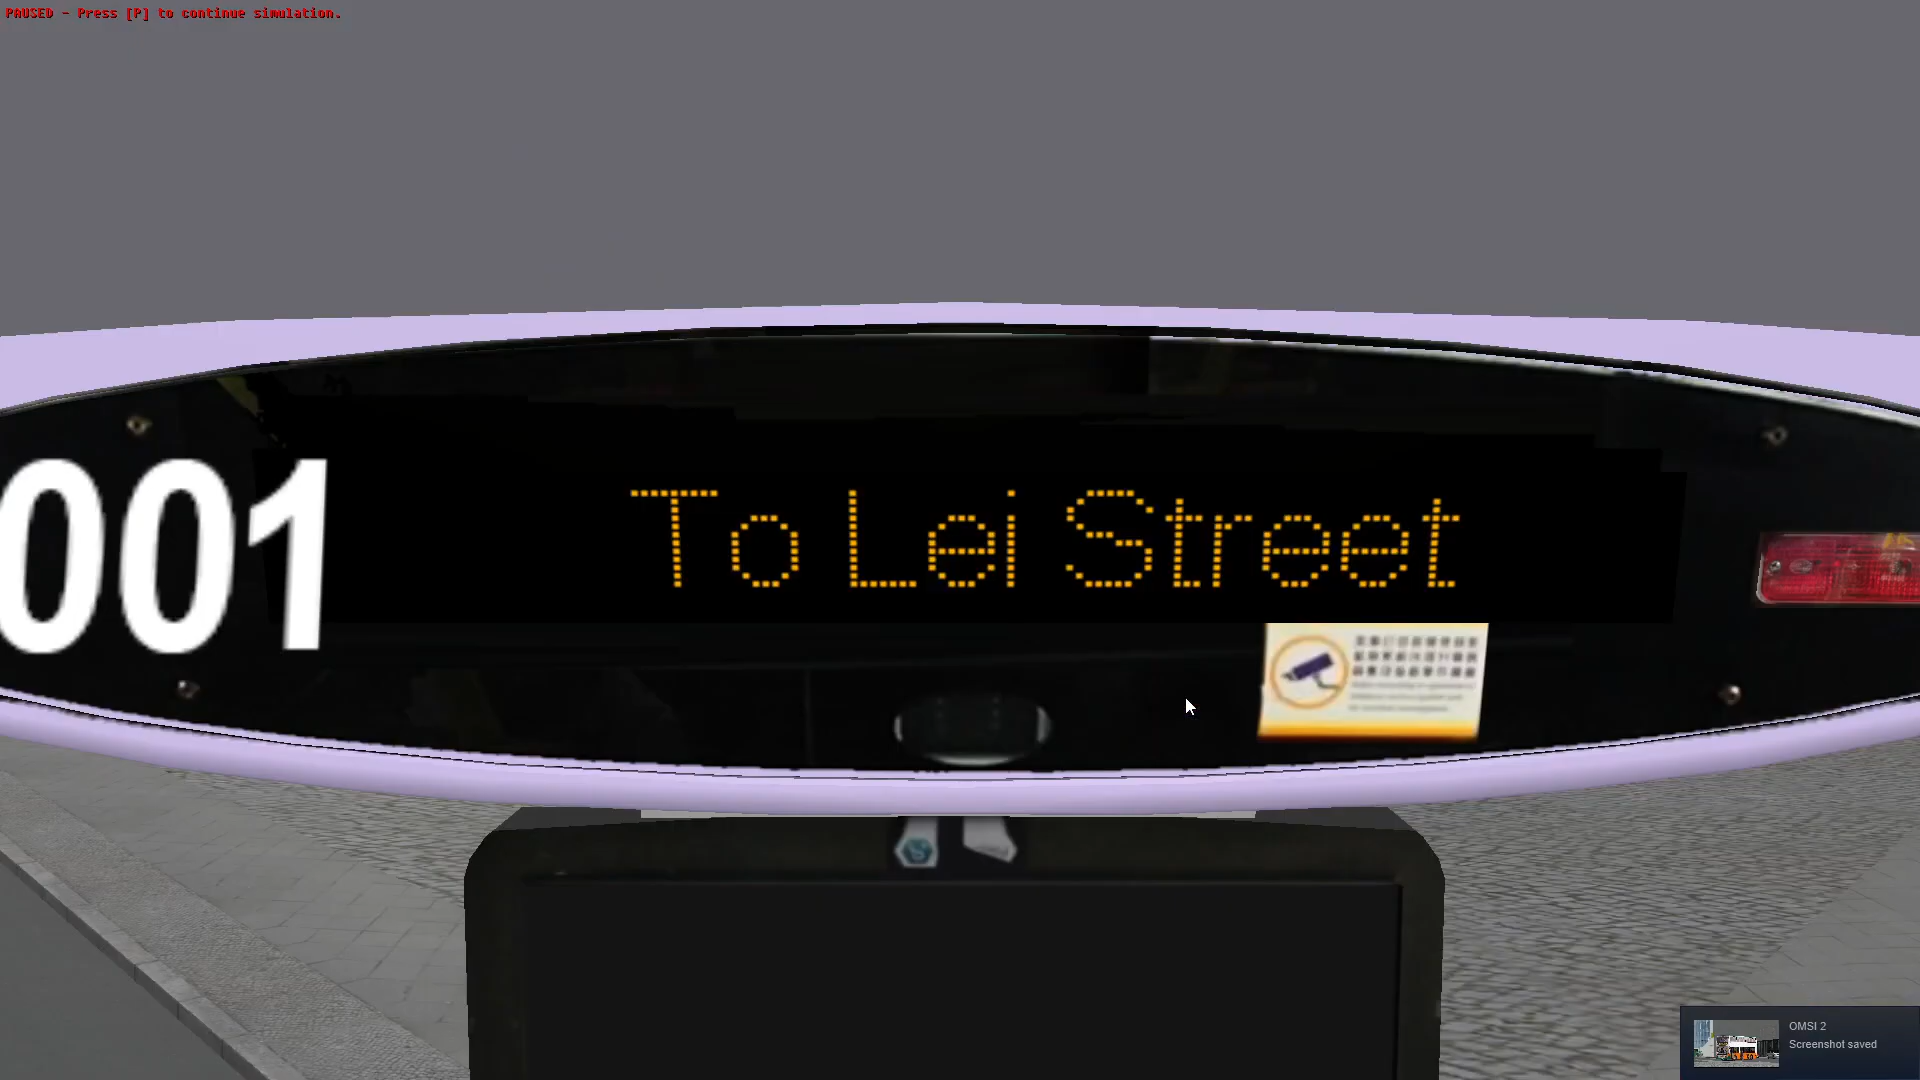 PAUSED - Press [P] to continue simulation.
001
To Lei Street
OMSI 2
Screenshot saved